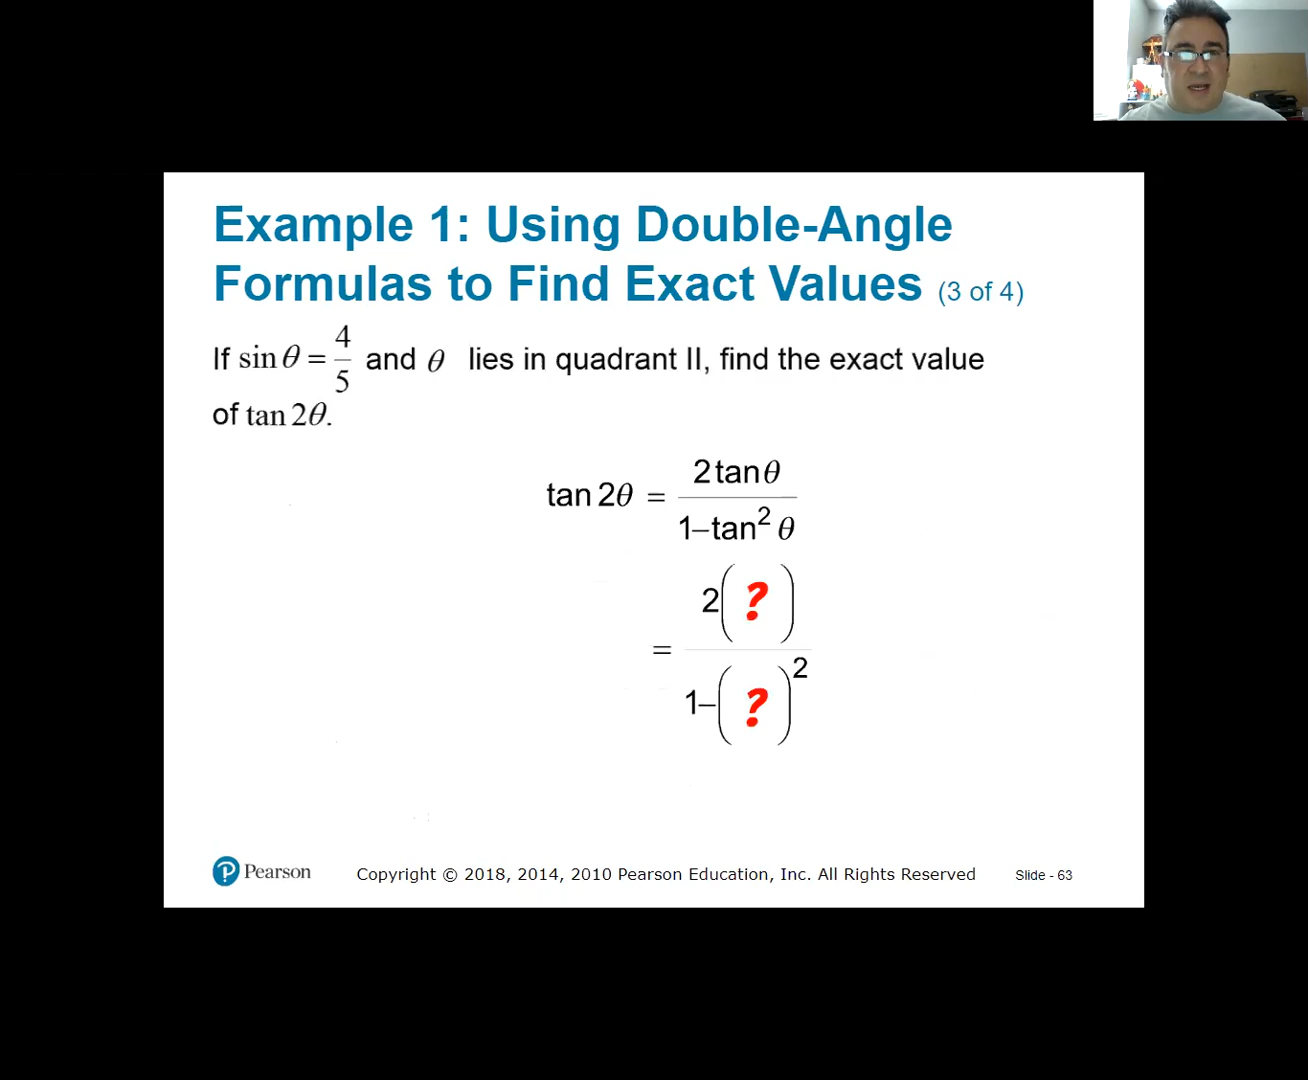 Example 1: Using Double-Angle
Formulas to Find Exact Values (3 of 4)
If sin θ = 4/5 and θ lies in quadrant II, find the exact value
of tan 2θ.
tan 2θ = 2 tan θ / 1–tan² θ
= 2( ? ) / 1–( ? )²
Pearson Copyright © 2018, 2014, 2010 Pearson Education, Inc. All Rights Reserved Slide - 63